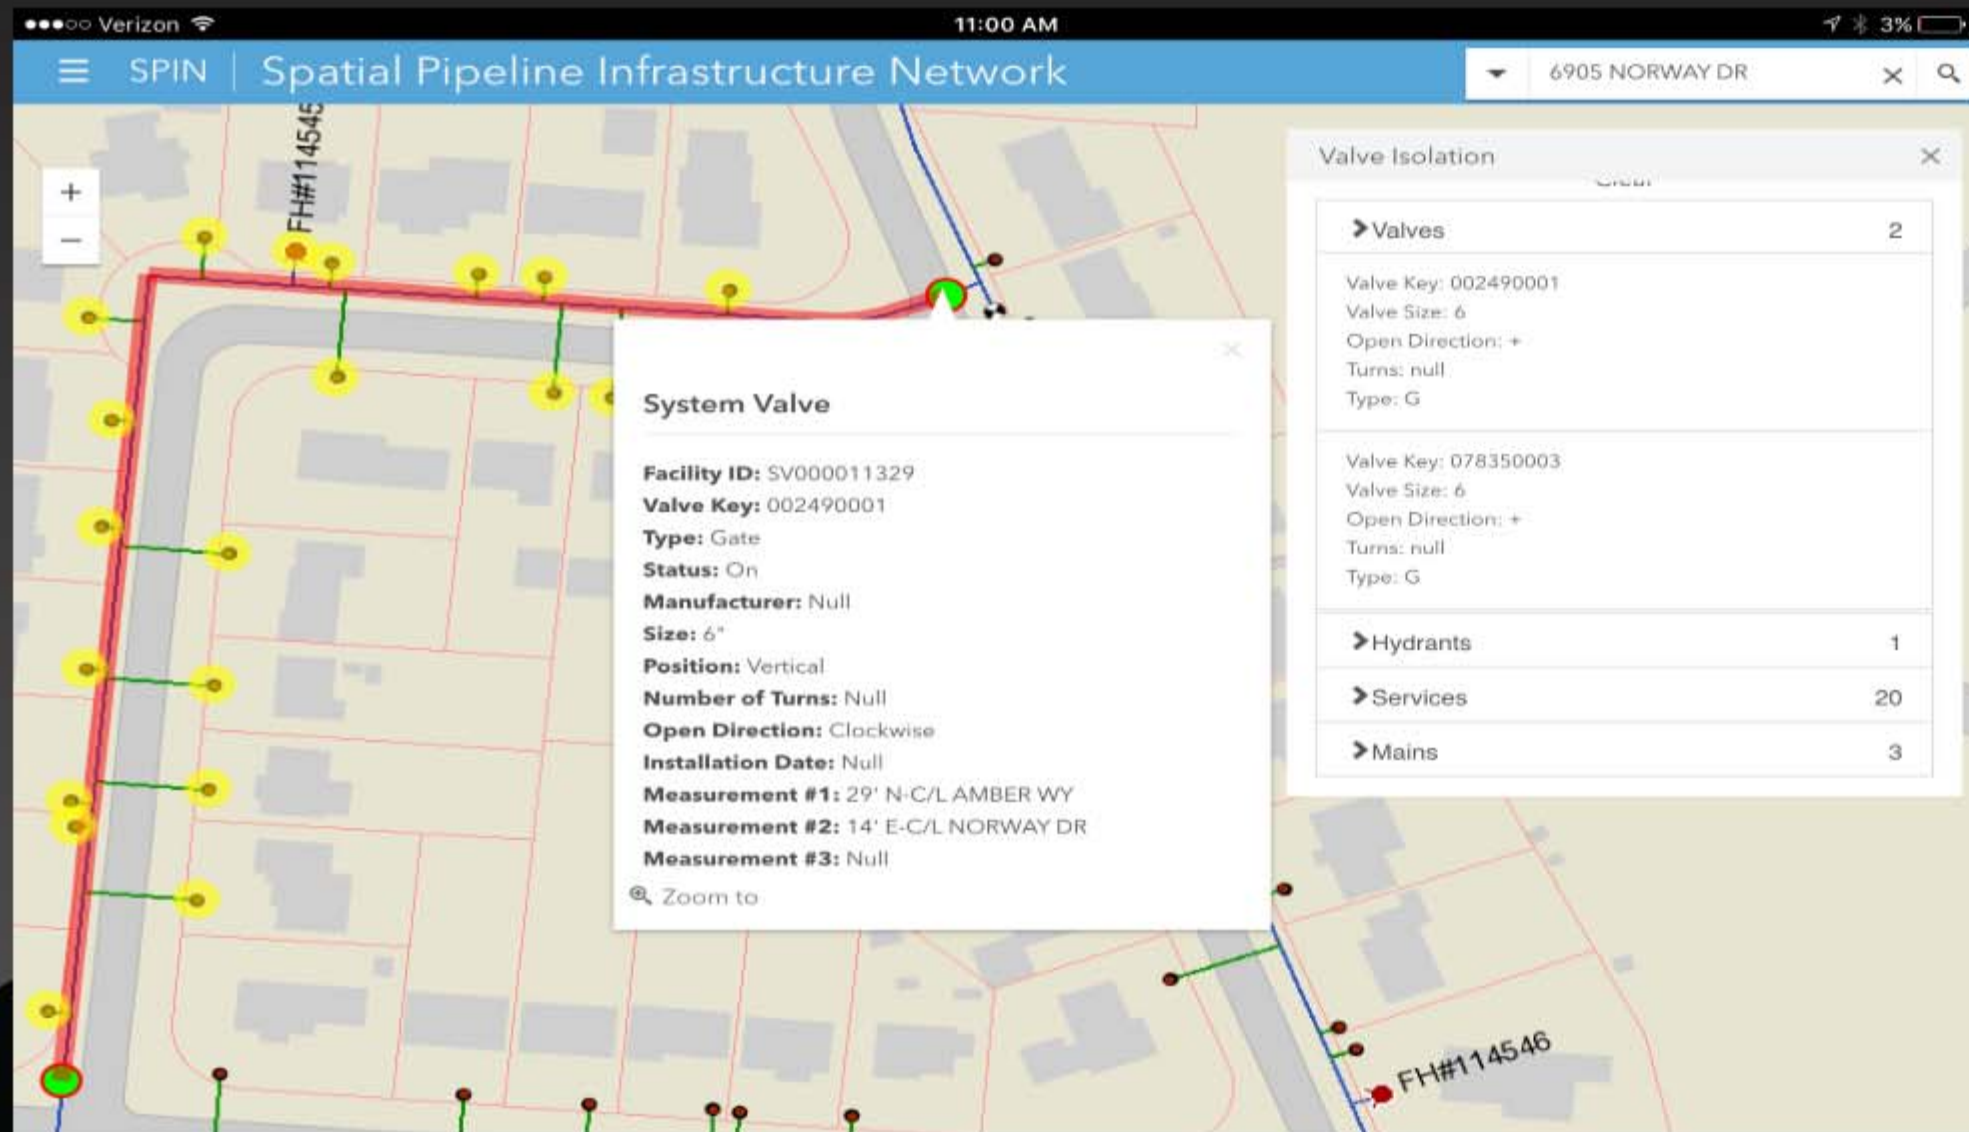 Verizon
11:00 AM
3%
SPIN
Spatial Pipeline Infrastructure Network
6905 NORWAY DR
FH#114545
Valve Isolation
Clear
Valves 2
Valve Key: 002490001
Valve Size: 6
Open Direction: +
Turns: null
Type: G
Valve Key: 078350003
Valve Size: 6
Open Direction: +
Turns: null
Type: G
Hydrants 1
Services 20
Mains 3
System Valve
Facility ID: SV000011329
Valve Key: 002490001
Type: Gate
Status: On
Manufacturer: Null
Size: 6"
Position: Vertical
Number of Turns: Null
Open Direction: Clockwise
Installation Date: Null
Measurement #1: 29' N-C/L AMBER WY
Measurement #2: 14' E-C/L NORWAY DR
Measurement #3: Null
Zoom to
FH#114546